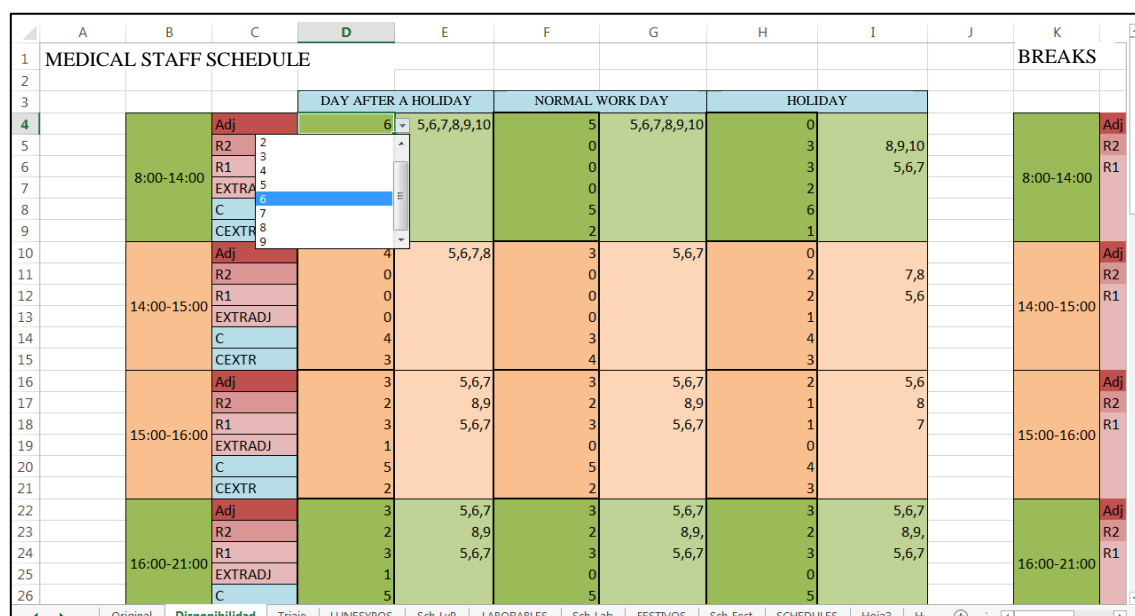 A B C D E F G H I J K
1 MEDICAL STAFF SCHEDULE BREAKS
2
3 DAY AFTER A HOLIDAY NORMAL WORK DAY HOLIDAY
4 Adj 6 5,6,7,8,9,10 5 5,6,7,8,9,10 0 Adj
5 R2 2 0 3 8,9,10 R2
3
6 R1 4 0 3 5,6,7 R1
8:00-14:00 8:00-14:00
7 EXTRA 5 0 2
6
8 C 7 5 6
9 CEXTR 8 2 1
9
10 Adj 4 5,6,7,8 3 5,6,7 0 Adj
11 R2 0 0 2 7,8 R2
12 R1 0 0 2 5,6 R1
14:00-15:00 14:00-15:00
13 EXTRADJ 0 0 1
14 C 4 3 4
15 CEXTR 3 4 3
16 Adj 3 5,6,7 3 5,6,7 2 5,6 Adj
17 R2 2 8,9 2 8,9 1 8 R2
18 R1 3 5,6,7 3 5,6,7 1 7 R1
15:00-16:00 15:00-16:00
19 EXTRADJ 1 0 0
20 C 5 5 4
21 CEXTR 2 2 3
22 Adj 3 5,6,7 3 5,6,7 3 5,6,7 Adj
23 R2 2 8,9 2 8,9, 2 8,9, R2
24 R1 3 5,6,7 3 5,6,7 3 5,6,7 R1
16:00-21:00 16:00-21:00
25 EXTRADJ 1 0 0
26 C 5 5 5
Original Disponibilidad Triaje LUNESYPOS Sch-LyP LABORABLES Sch-Lab FESTIVOS Sch-Fest SCHEDULES Hoja3